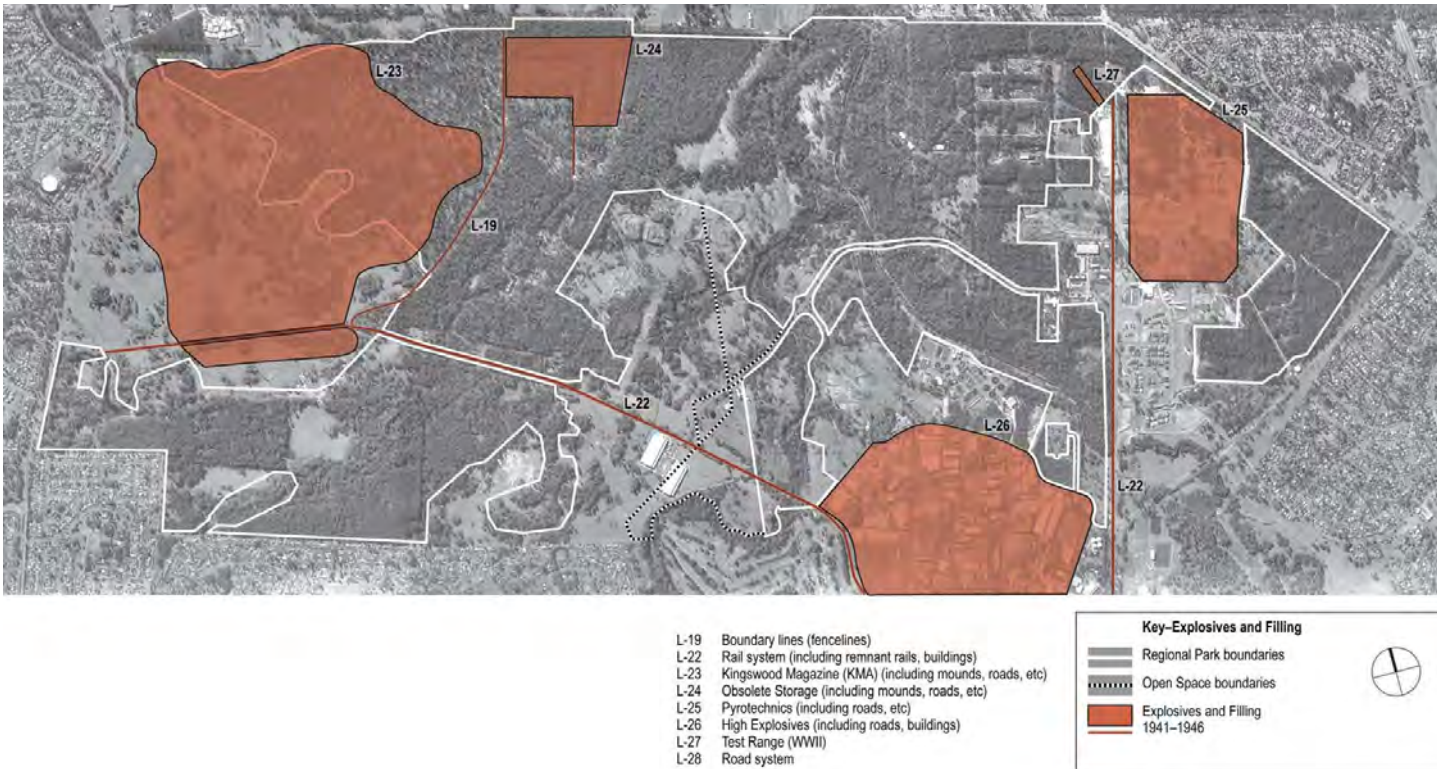 L-23
L-24
L-27
L-25
L-19
L-22
L-26
L-22
L-19 Boundary lines (fencelines)
L-22 Rail system (including remnant rails, buildings)
L-23 Kingswood Magazine (KMA) (including mounds, roads, etc)
L-24 Obsolete Storage (including mounds, roads, etc)
L-25 Pyrotechnics (including roads, etc)
L-26 High Explosives (including roads, buildings)
L-27 Test Range (WWII)
L-28 Road system
Key–Explosives and Filling
Regional Park boundaries
Open Space boundaries
Explosives and Filling
1941–1946